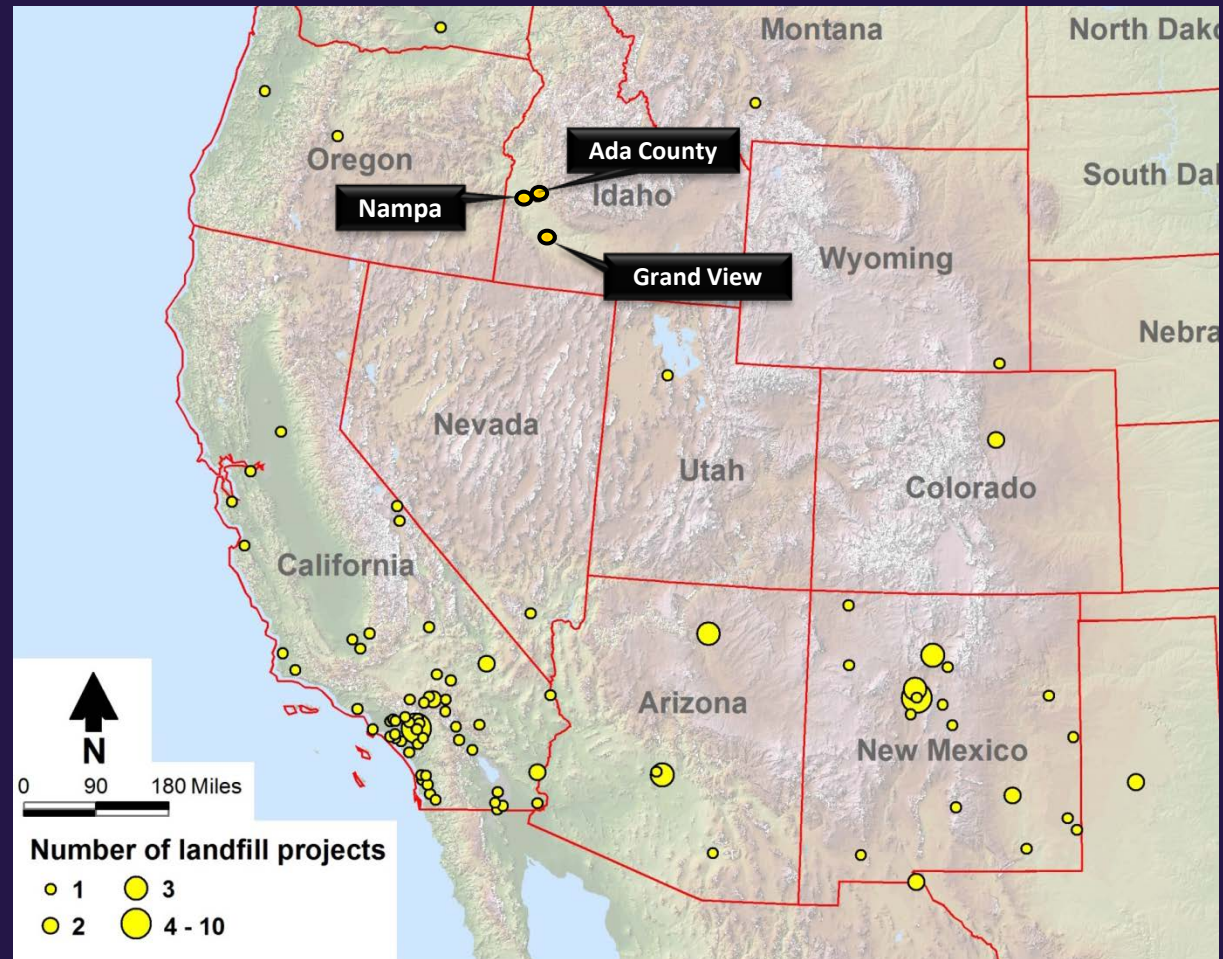 Montana
North Dako
Oregon
Ada County
Idaho
South Dal
Nampa
Wyoming
Grand View
Nebra
Nevada
Utah
Colorado
California
Arizona
New Mexico
N
0 90 180 Miles
Number of landfill projects
1 3
2 4 - 10